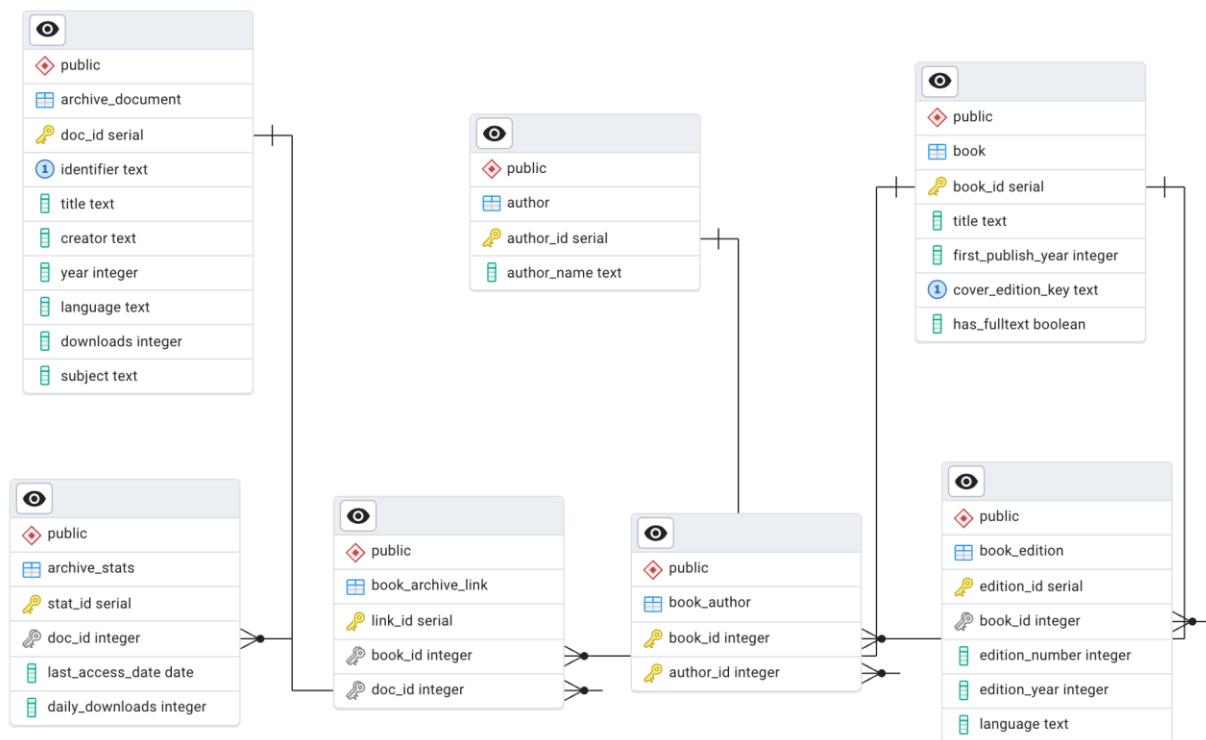 public
archive_document
doc_id serial
1 identifier text
title text
creator text
year integer
language text
downloads integer
subject text
public
author
author_id serial
author_name text
public
book
book_id serial
title text
first_publish_year integer
1 cover_edition_key text
has_fulltext boolean
public
archive_stats
stat_id serial
doc_id integer
last_access_date date
daily_downloads integer
public
book_archive_link
link_id serial
book_id integer
doc_id integer
public
book_author
book_id integer
author_id integer
public
book_edition
edition_id serial
book_id integer
edition_number integer
edition_year integer
language text